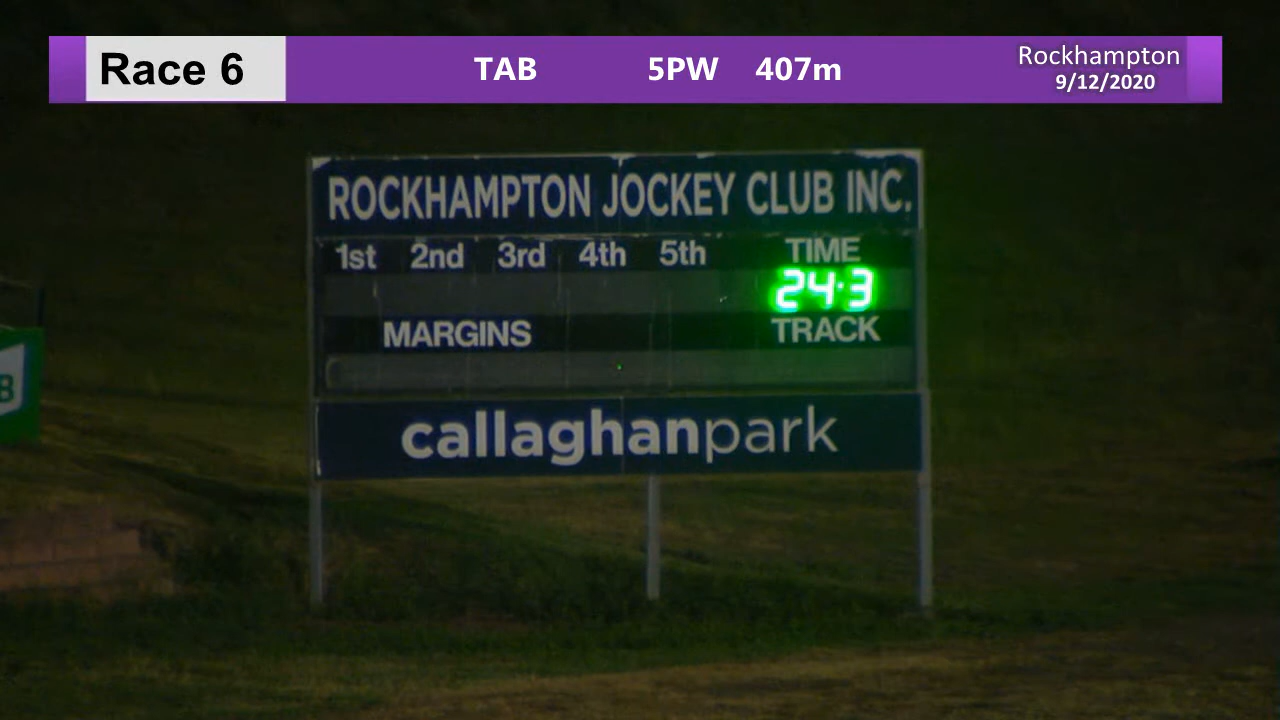 Race 6 TAB 5PW 407m Rockhampton
9/12/2020
ROCKHAMPTON JOCKEY CLUB INC.
1st 2nd 3rd 4th 5th TIME
24.3
MARGINS TRACK
B
callaghanpark